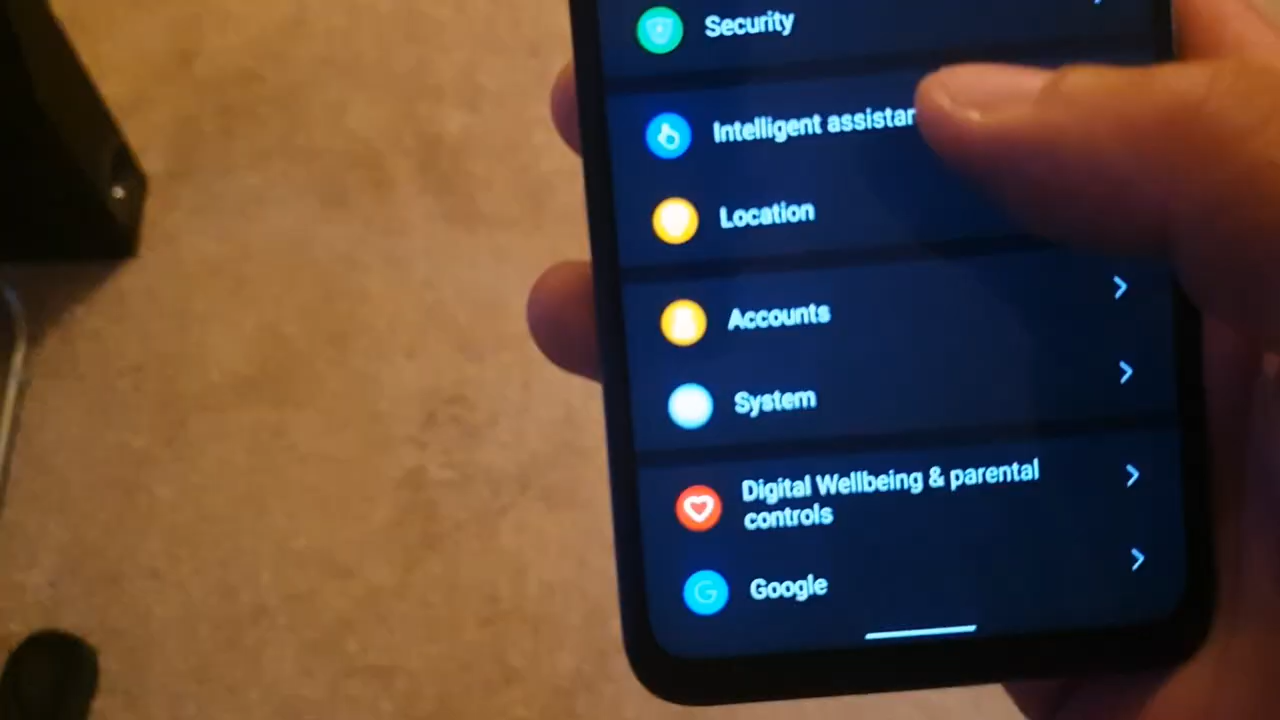 Security
Intelligent assistan
Location
Accounts
System
Digital Wellbeing & parental
controls
G
Google